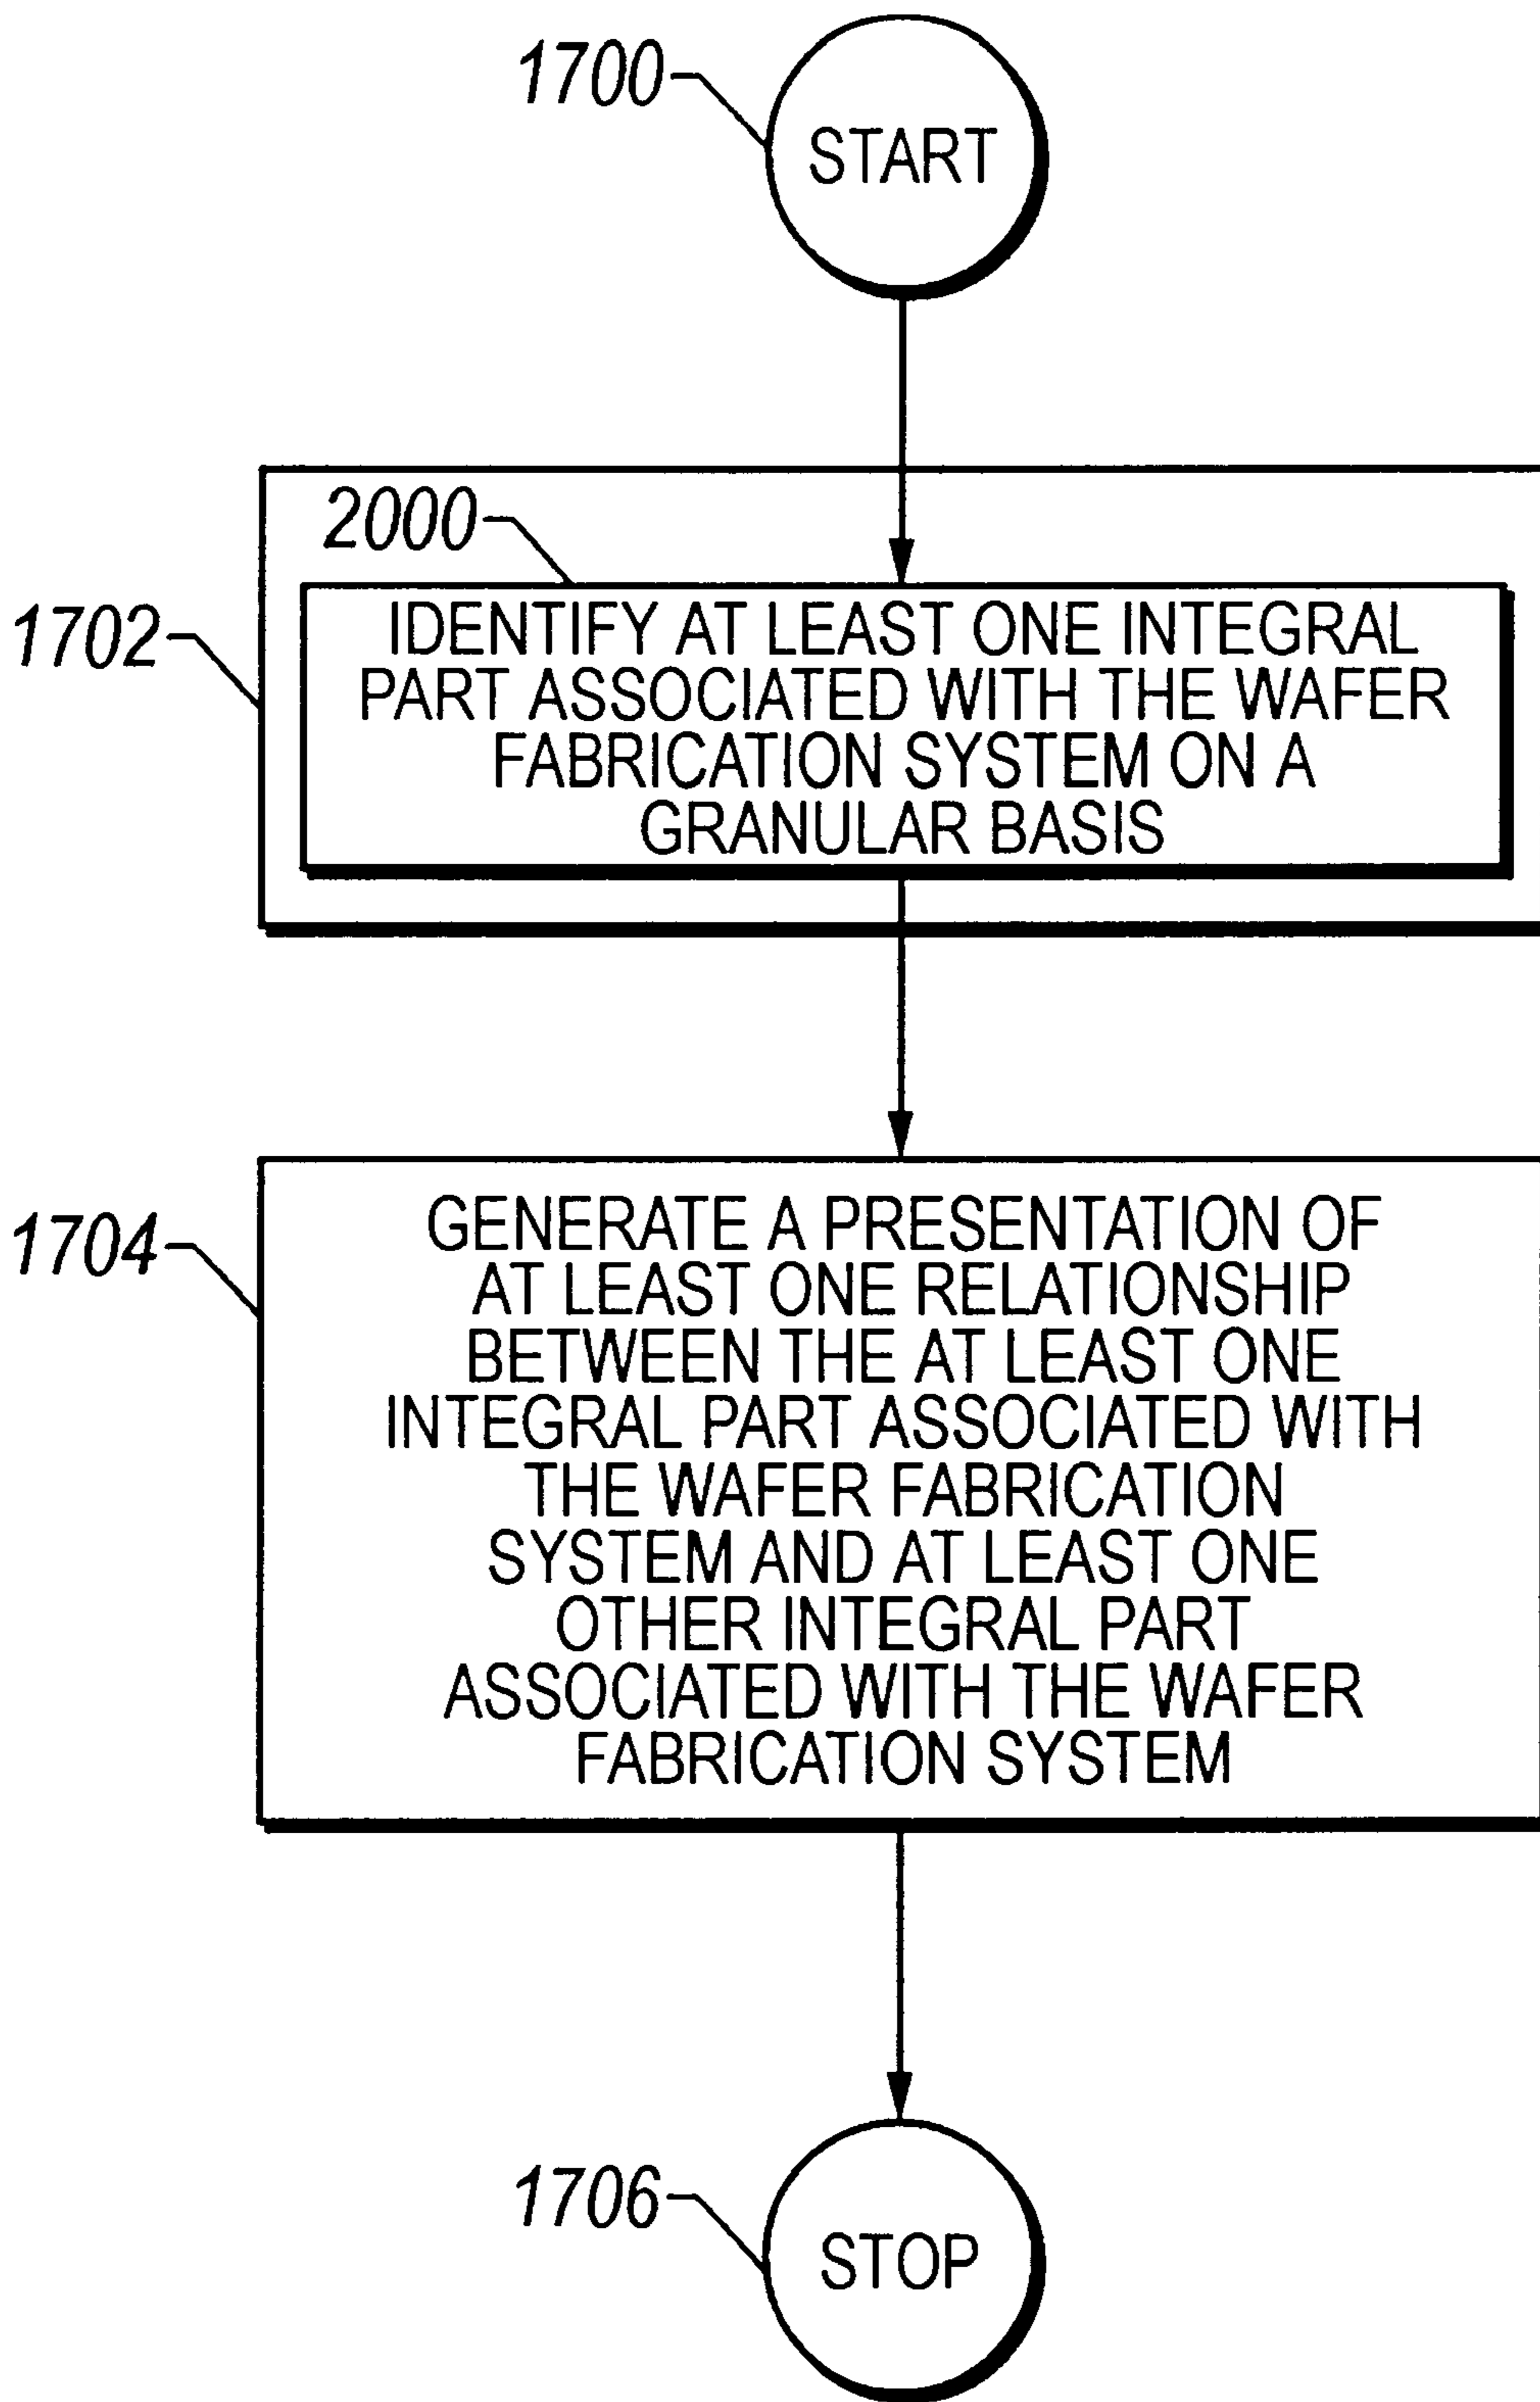 1700
START
2000
1702
IDENTIFY AT LEAST ONE INTEGRAL
PART ASSOCIATED WITH THE WAFER
FABRICATION SYSTEM ON A
GRANULAR BASIS
1704
GENERATE A PRESENTATION OF
AT LEAST ONE RELATIONSHIP
BETWEEN THE AT LEAST ONE
INTEGRAL PART ASSOCIATED WITH
THE WAFER FABRICATION
SYSTEM AND AT LEAST ONE
OTHER INTEGRAL PART
ASSOCIATED WITH THE WAFER
FABRICATION SYSTEM
1706
STOP